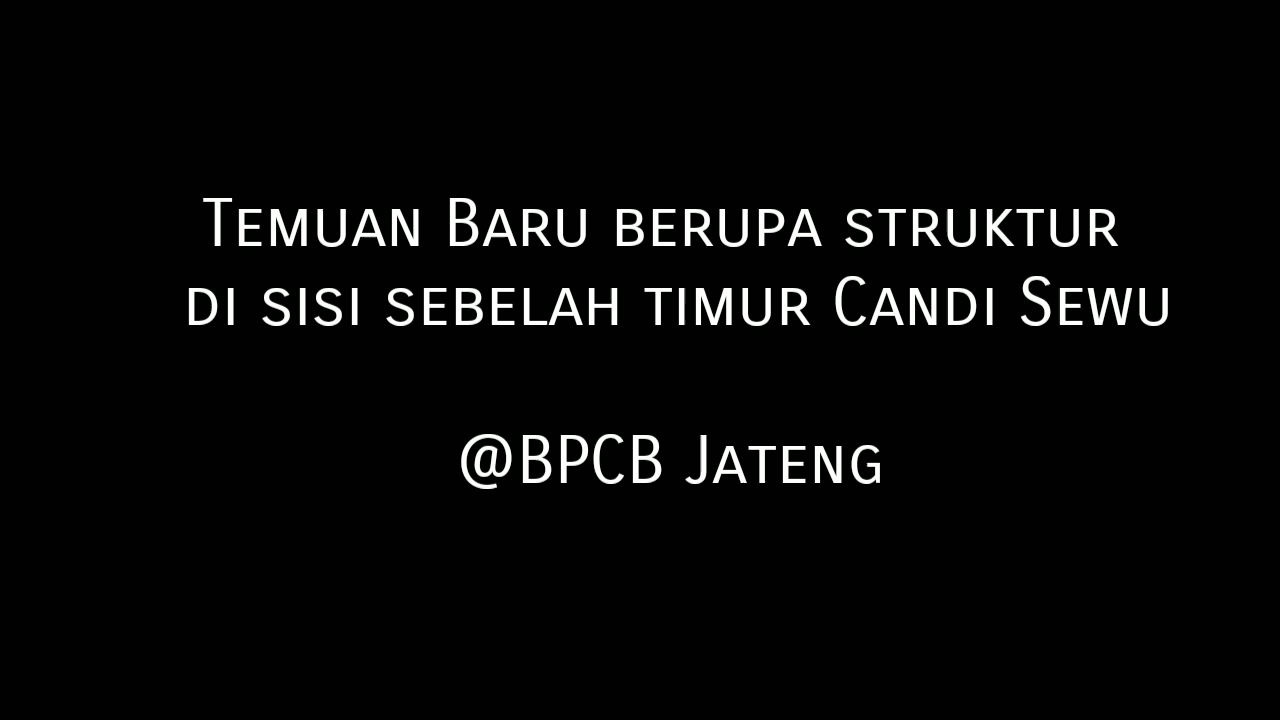 Temuan Baru berupa struktur
di sisi sebelah timur Candi Sewu
@BPCB Jateng